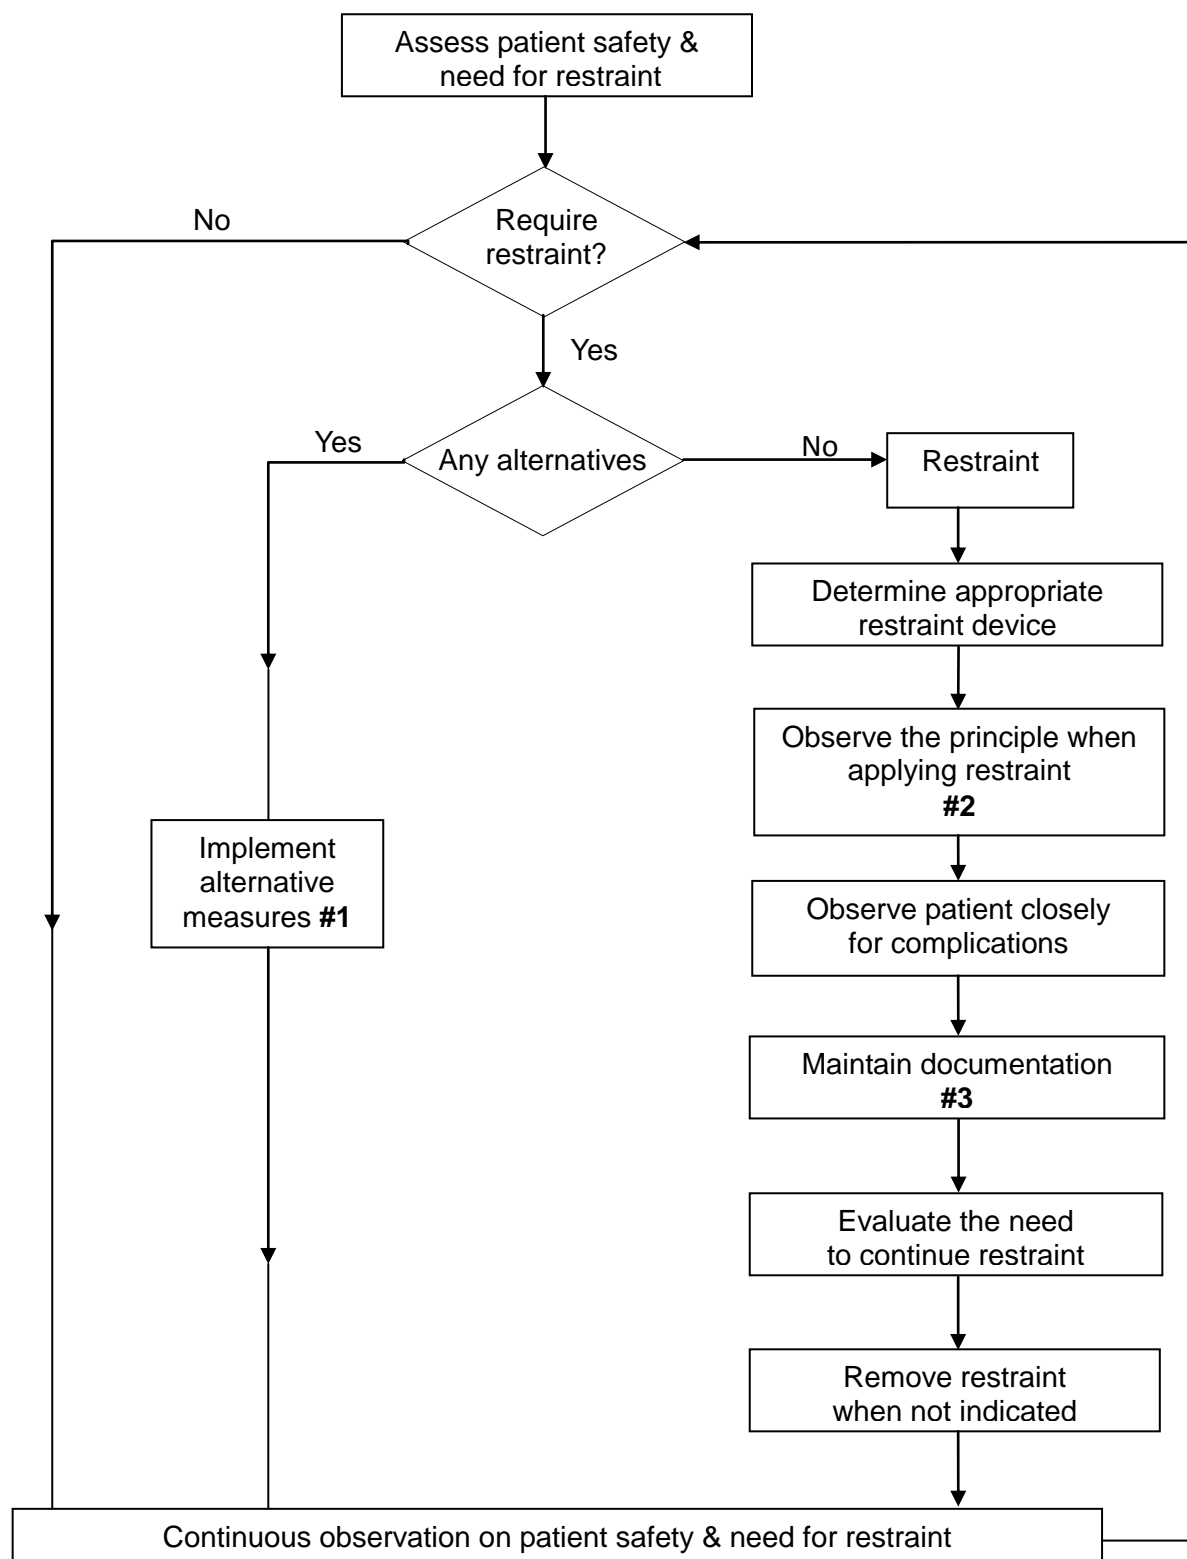 Assess patient safety &
need for restraint
No
Require
restraint?
Yes
Yes
Any alternatives
No
Restraint
Determine appropriate
restraint device
Observe the principle when
applying restraint
#2
Implement
alternative
measures #1
Observe patient closely
for complications
Maintain documentation
#3
Evaluate the need
to continue restraint
Remove restraint
when not indicated
Continuous observation on patient safety & need for restraint